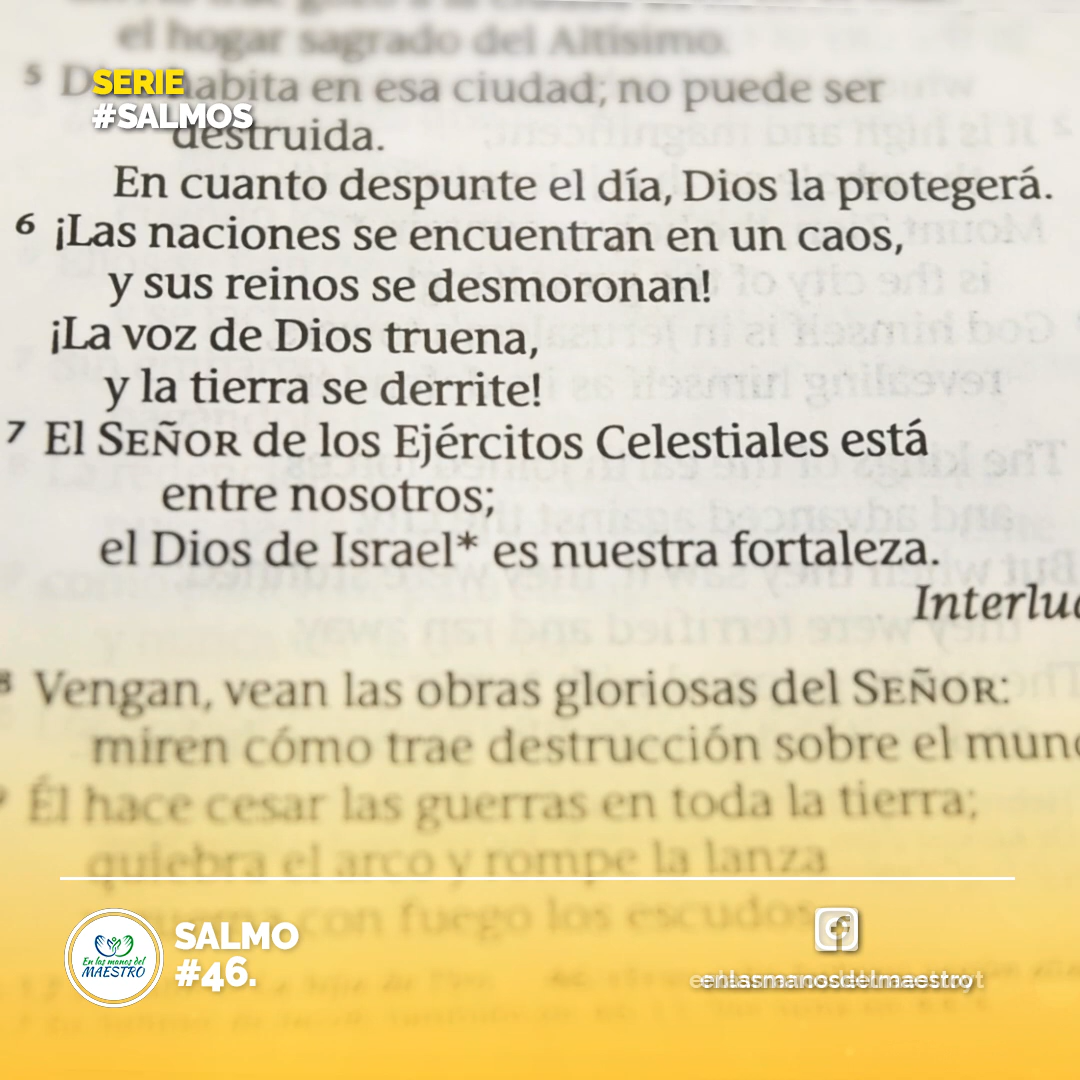 el hogar sagrado del Altísimo.
SERIE
#SALMOS
5 D abita en esa ciudad; no puede ser
destruida.
En cuanto despunte el día, Dios la protegerá.
6 ¡Las naciones se encuentran en un caos,
y sus reinos se desmoronan!
¡La voz de Dios truena,
y la tierra se derrite!
7 El SEÑOR de los Ejércitos Celestiales está
entre nosotros;
el Dios de Israel* es nuestra fortaleza.
Interlu
8 Vengan, vean las obras gloriosas del SEÑOR:
miren cómo trae destrucción sobre el mun
Él hace cesar las guerras en toda la tierra;
quiebra el arco y rompe la lanza
con fuego los escudos
En las manos del
MAESTRO
SALMO
#46.